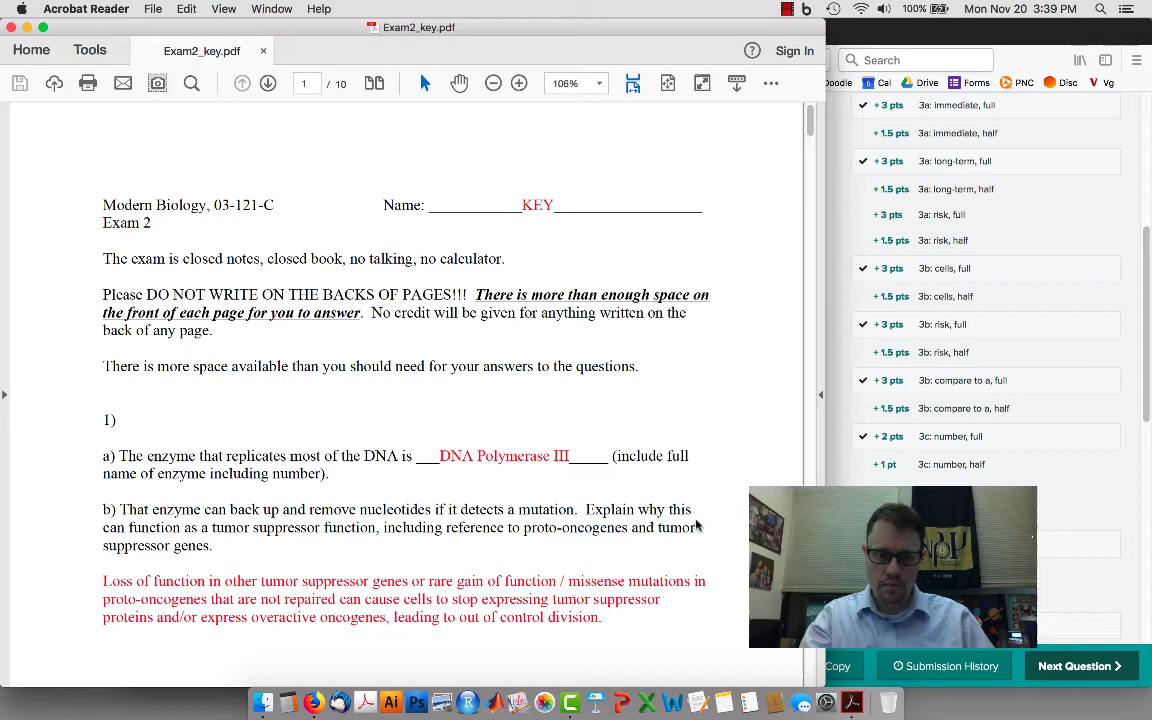 Acrobat Reader File Edit View Window Help
100% Mon Nov 20 3:39 PM
Exam2_key.pdf
Home Tools Exam2_key.pdf × ? Sign In
1 / 10 106%
Search
Doodle Cal Drive Forms PNC Disc Vg
Modern Biology, 03-121-C Name: ___________KEY_________________
Exam 2
The exam is closed notes, closed book, no talking, no calculator.
Please DO NOT WRITE ON THE BACKS OF PAGES!!! There is more than enough space on
the front of each page for you to answer. No credit will be given for anything written on the
back of any page.
There is more space available than you should need for your answers to the questions.
1)
a) The enzyme that replicates most of the DNA is ___DNA Polymerase III_____ (include full
name of enzyme including number).
b) That enzyme can back up and remove nucleotides if it detects a mutation. Explain why this
can function as a tumor suppressor function, including reference to proto-oncogenes and tumor
suppressor genes.
Loss of function in other tumor suppressor genes or rare gain of function / missense mutations in
proto-oncogenes that are not repaired can cause cells to stop expressing tumor suppressor
proteins and/or express overactive oncogenes, leading to out of control division.
+ 3 pts 3a: immediate, full
+ 1.5 pts 3a: immediate, half
+ 3 pts 3a: long-term, full
+ 1.5 pts 3a: long-term, half
+ 3 pts 3a: risk, full
+ 1.5 pts 3a: risk, half
+ 3 pts 3b: cells, full
+ 1.5 pts 3b: cells, half
+ 3 pts 3b: risk, full
+ 1.5 pts 3b: risk, half
+ 3 pts 3b: compare to a, full
+ 1.5 pts 3b: compare to a, half
+ 2 pts 3c: number, full
+ 1 pt 3c: number, half
Copy Submission History Next Question